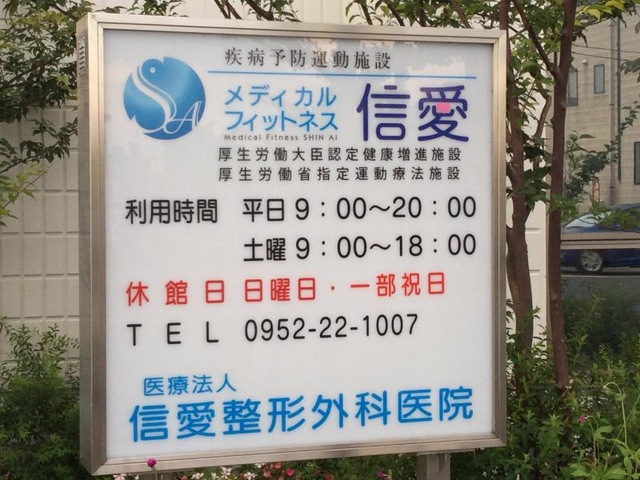 疾病予防運動施設
SA
メディカル
フィットネス 信愛
Medical Fitness SHIN AI
厚生労働大臣認定健康増進施設
厚生労働省指定運動療法施設
利用時間 平日9：00～20：00
土曜9：00～18：00
休館日 日曜日・一部祝日
TEL 0952-22-1007
医療法人
信愛整形外科医院